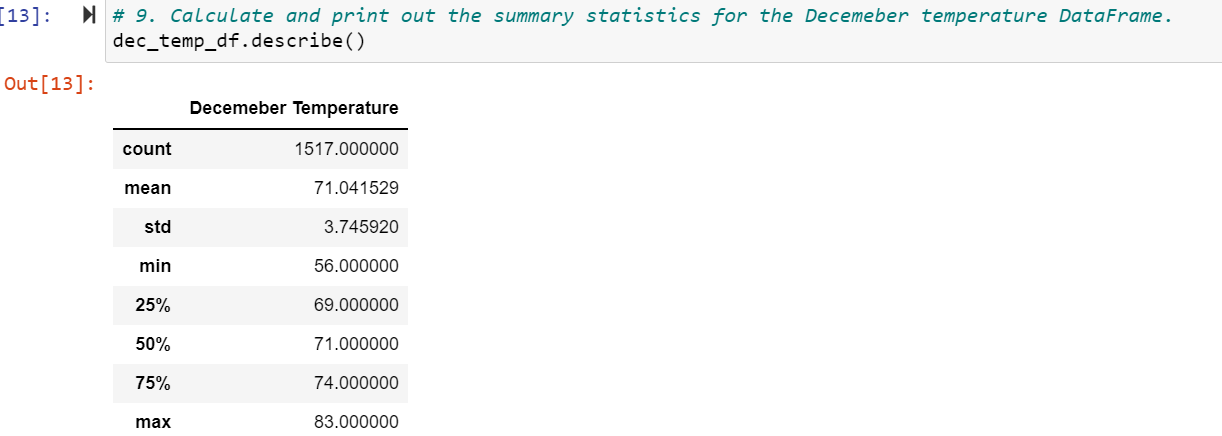 [13]: # 9. Calculate and print out the summary statistics for the Decemeber temperature DataFrame.
dec_temp_df.describe()
Out[13]:
Decemeber Temperature
count 1517.000000
mean 71.041529
std 3.745920
min 56.000000
25% 69.000000
50% 71.000000
75% 74.000000
max 83.000000